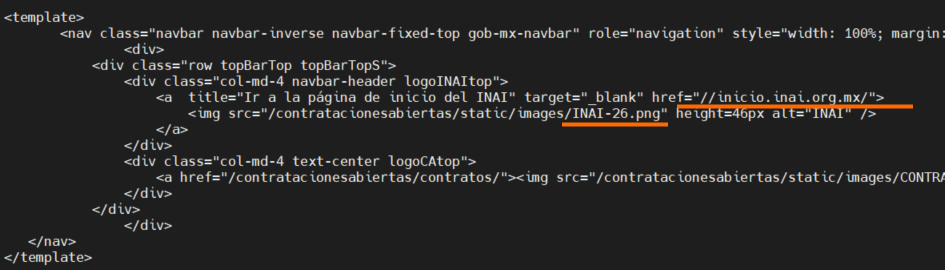 <template>
<nav class="navbar navbar-inverse navbar-fixed-top gob-mx-navbar" role="navigation" style="width: 100%; margin:
<div>
<div class="row topBarTop topBarTopS">
<div class="col-md-4 navbar-header logoINAItop">
<a  title="Ir a la página de inicio del INAI" target="_blank" href="//inicio.inai.org.mx/">
<img src="/contratacionesabiertas/static/images/INAI-26.png" height=46px alt="INAI" />
</a>
</div>
<div class="col-md-4 text-center logoCAtop">
<a href="/contratacionesabiertas/contratos/"><img src="/contratacionesabiertas/static/images/CONTRA
</div>
</div>
</div>
</nav>
</template>